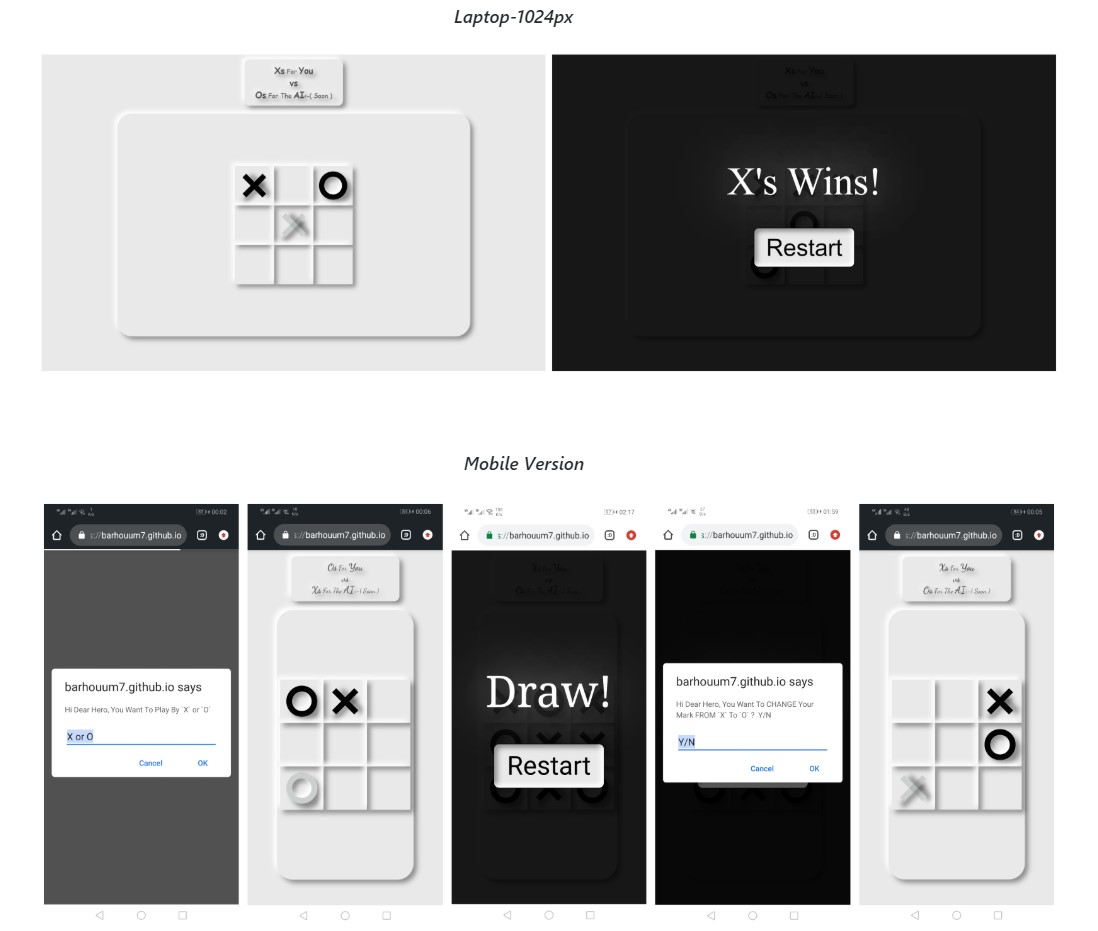 Laptop-1024px
Xs For You
vs
Os For The AI:-( Soon )
X's Wins!
Restart
Mobile Version
00:02
s://barhouum7.github.io
barhouum7.github.io says
Hi Dear Hero, You Want To Play By `X` or `O`
X or O
Cancel OK
00:06
s://barhouum7.github.io
Os For You
vs
Xs For The AI:-( Soon )
02:17
s://barhouum7.github.io
Draw!
Restart
01:59
s://barhouum7.github.io
barhouum7.github.io says
Hi Dear Hero, You Want To CHANGE Your
Mark FROM `X` To `O` ? Y/N
Y/N
Cancel OK
00:05
s://barhouum7.github.io
Xs For You
vs
Os For The AI:-( Soon )